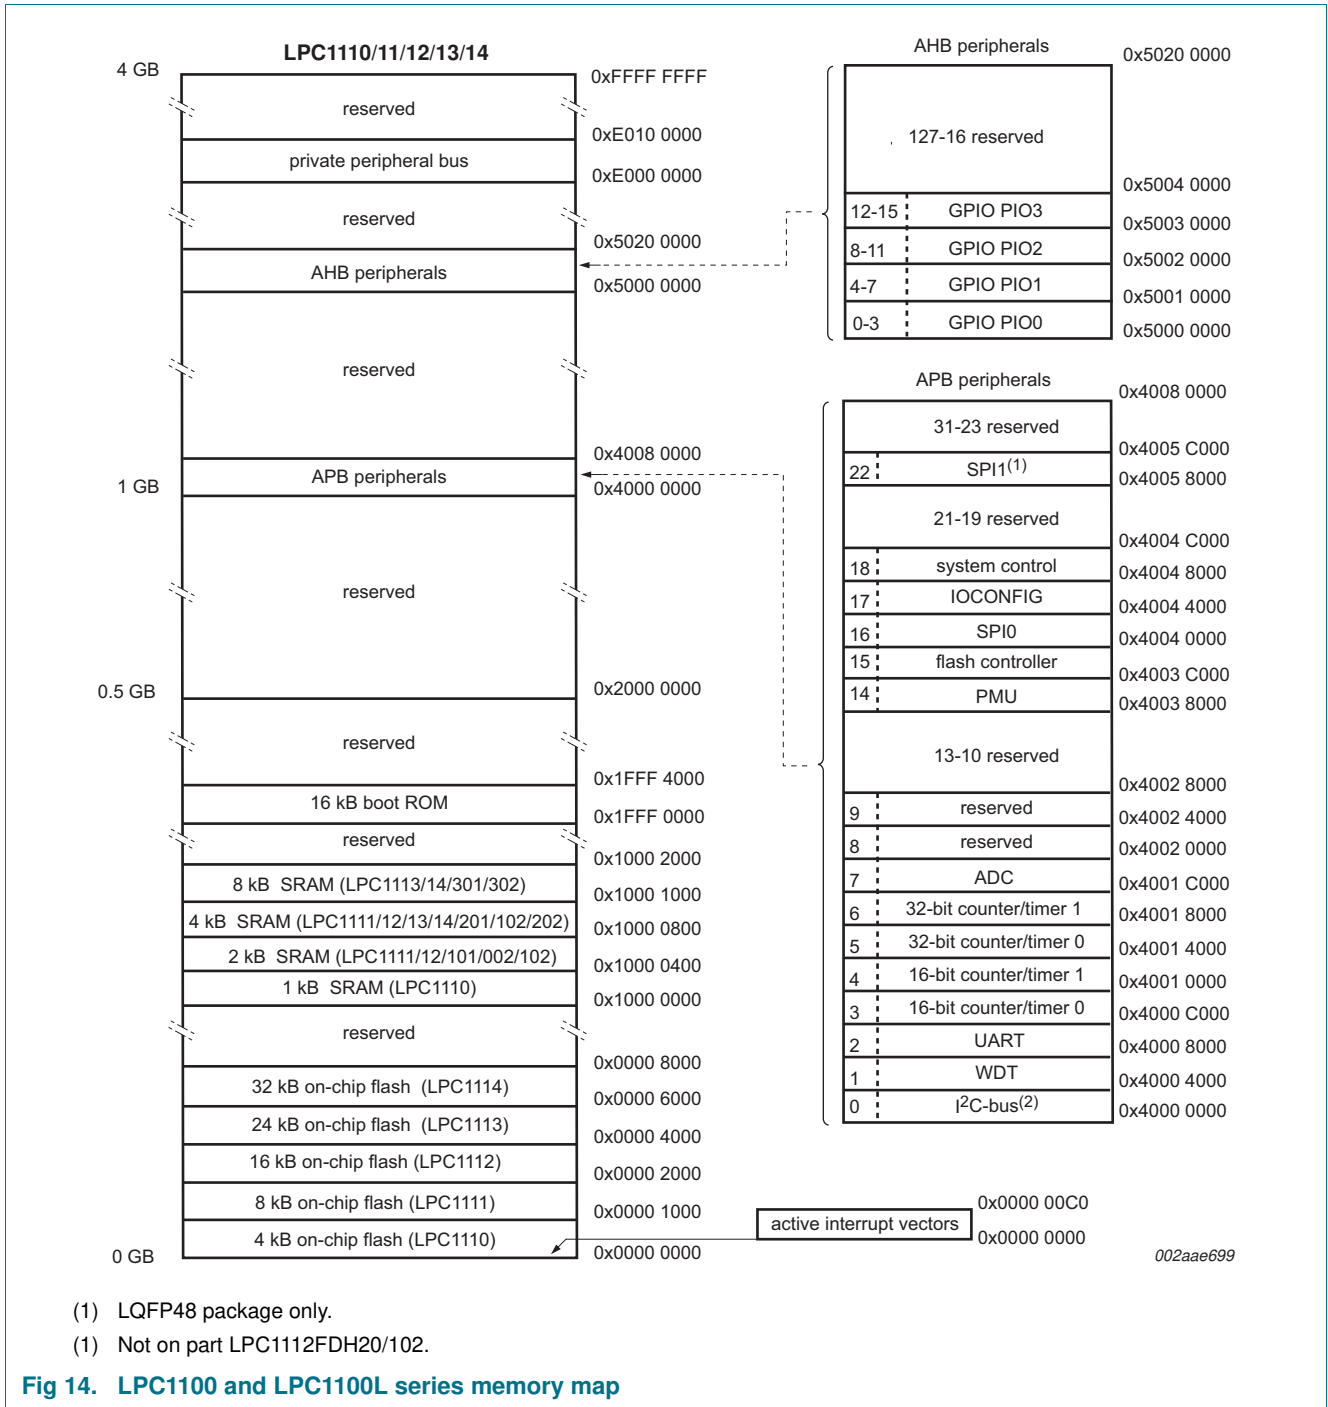 LPC1110/11/12/13/14
4 GB
0xFFFF FFFF
reserved
0xE010 0000
private peripheral bus
0xE000 0000
reserved
0x5020 0000
AHB peripherals
0x5000 0000
reserved
0x4008 0000
APB peripherals
1 GB
0x4000 0000
reserved
0.5 GB
0x2000 0000
reserved
0x1FFF 4000
16 kB boot ROM
0x1FFF 0000
reserved
0x1000 2000
8 kB SRAM (LPC1113/14/301/302)
0x1000 1000
4 kB SRAM (LPC1111/12/13/14/201/102/202)
0x1000 0800
2 kB SRAM (LPC1111/12/101/002/102)
0x1000 0400
1 kB SRAM (LPC1110)
0x1000 0000
reserved
0x0000 8000
32 kB on-chip flash (LPC1114)
0x0000 6000
24 kB on-chip flash (LPC1113)
0x0000 4000
16 kB on-chip flash (LPC1112)
0x0000 2000
8 kB on-chip flash (LPC1111)
0x0000 1000
4 kB on-chip flash (LPC1110)
0 GB
0x0000 0000
AHB peripherals
0x5020 0000
127-16 reserved
0x5004 0000
12-15 GPIO PIO3
0x5003 0000
8-11 GPIO PIO2
0x5002 0000
4-7 GPIO PIO1
0x5001 0000
0-3 GPIO PIO0
0x5000 0000
APB peripherals
0x4008 0000
31-23 reserved
0x4005 C000
22 SPI1(1)
0x4005 8000
21-19 reserved
0x4004 C000
18 system control
0x4004 8000
17 IOCONFIG
0x4004 4000
16 SPI0
0x4004 0000
15 flash controller
0x4003 C000
14 PMU
0x4003 8000
13-10 reserved
0x4002 8000
9 reserved
0x4002 4000
8 reserved
0x4002 0000
7 ADC
0x4001 C000
6 32-bit counter/timer 1
0x4001 8000
5 32-bit counter/timer 0
0x4001 4000
4 16-bit counter/timer 1
0x4001 0000
3 16-bit counter/timer 0
0x4000 C000
2 UART
0x4000 8000
1 WDT
0x4000 4000
0 I2C-bus(2)
0x4000 0000
0x0000 00C0
active interrupt vectors
0x0000 0000
002aae699
(1) LQFP48 package only.
(1) Not on part LPC1112FDH20/102.
Fig 14. LPC1100 and LPC1100L series memory map